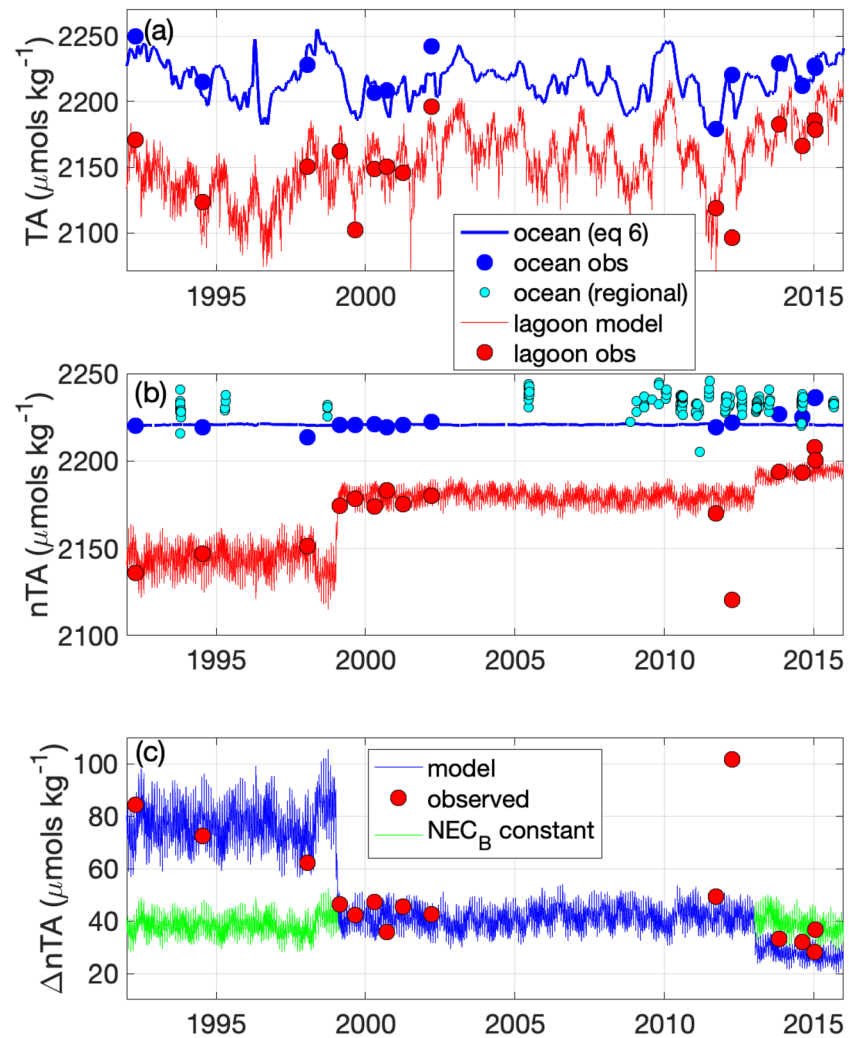 (a)
TA (μmols kg-1)
2250
2200
2150
2100
1995
2000
2015
ocean (eq 6)
ocean obs
ocean (regional)
lagoon model
lagoon obs
(b)
nTA (μmols kg-1)
2250
2200
2150
2100
1995
2000
2005
2010
2015
(c)
ΔnTA (μmols kg-1)
100
80
60
40
20
model
observed
NECB constant
1995
2000
2005
2010
2015